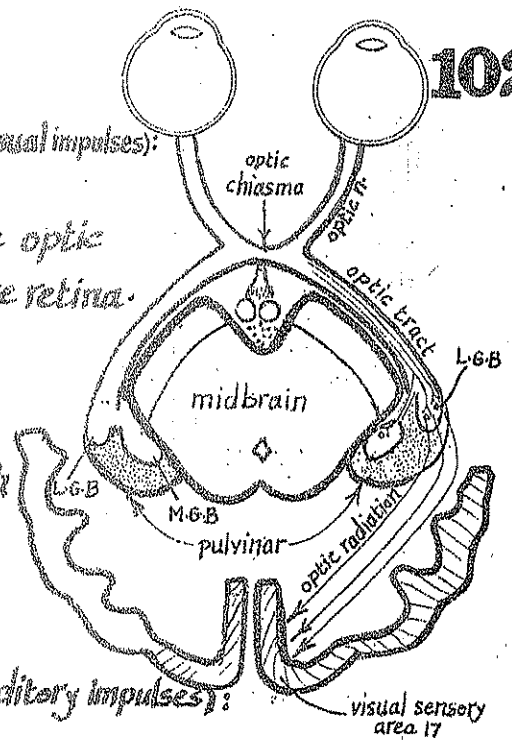 102
sual impulses):
optic
chiasma
optic n.
e optic
e retina.
optic tract
L.G.B
midbrain
L.G.B
M.G.B
pulvinar
optic radiation
ditory impulses):
visual sensory
area 17